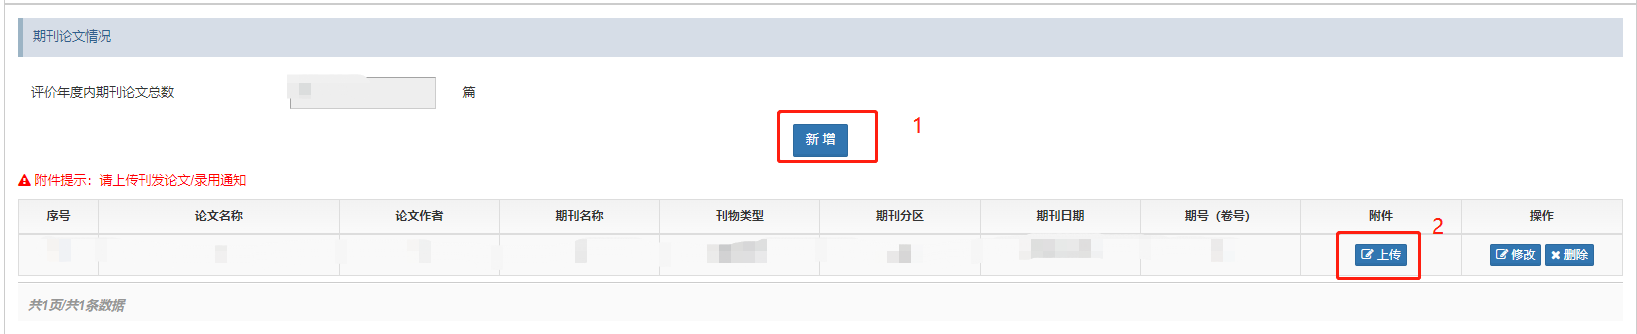 期刊论文情况
评价年度内期刊论文总数 篇
新 增
1
附件提示：请上传刊发论文/录用通知
序号 论文名称 论文作者 期刊名称 刊物类型 期刊分区 期刊日期 期号（卷号） 附件 操作
2
上传 修改 删除
共1页/共1条数据